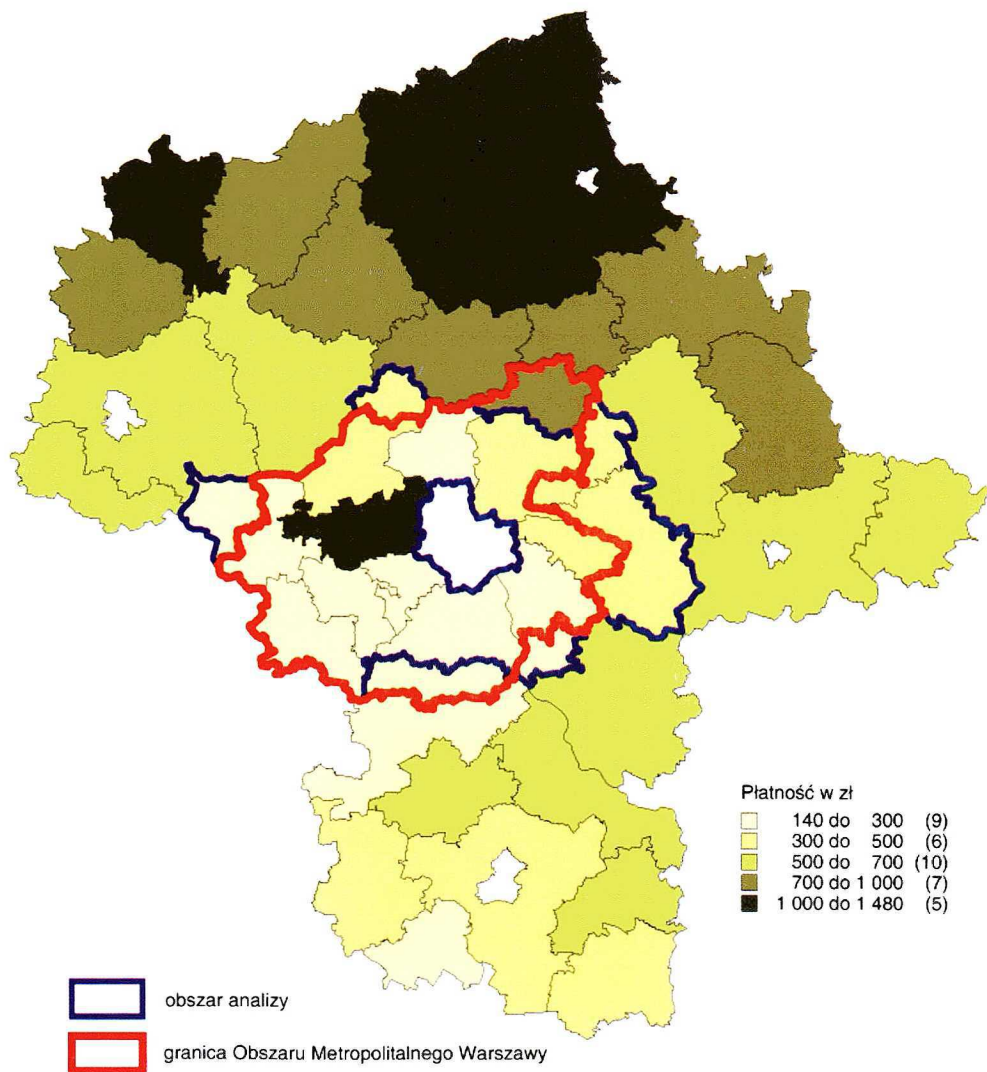 Płatność w zł
140 do 300 (9)
300 do 500 (6)
500 do 700 (10)
700 do 1 000 (7)
1 000 do 1 480 (5)
obszar analizy
granica Obszaru Metropolitalnego Warszawy